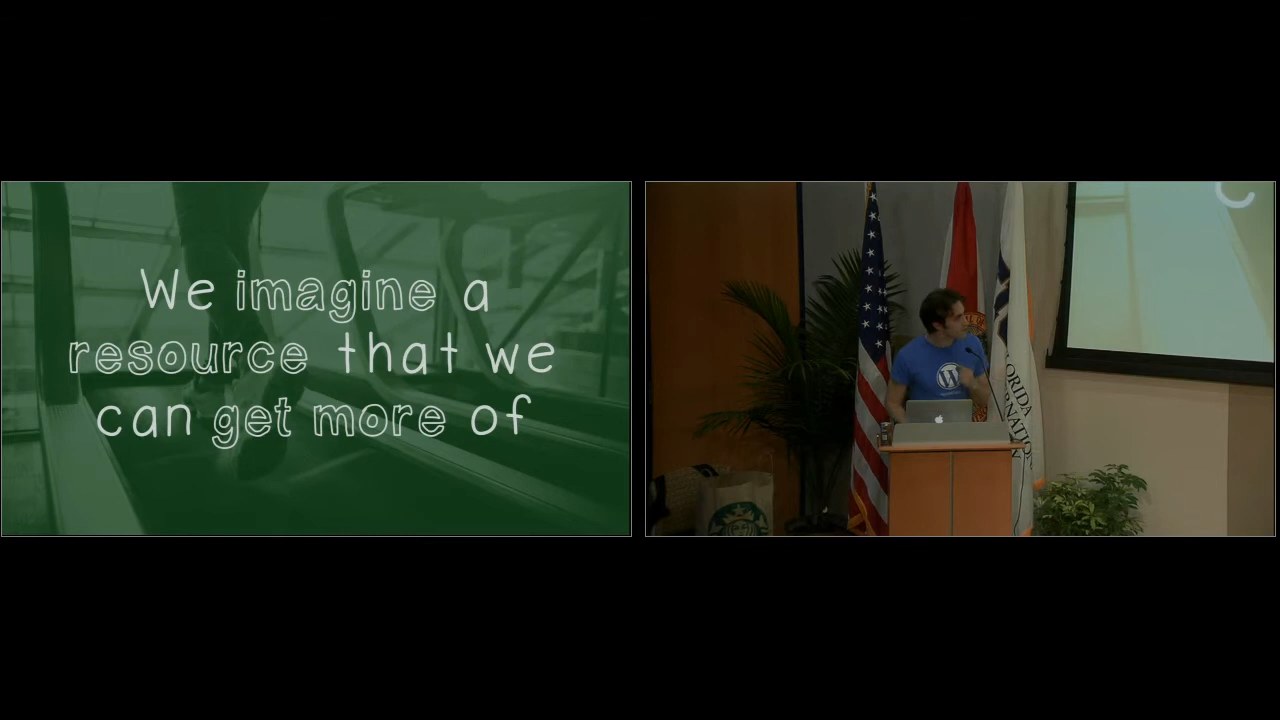 We imagine a
resource that we
can get more of
W